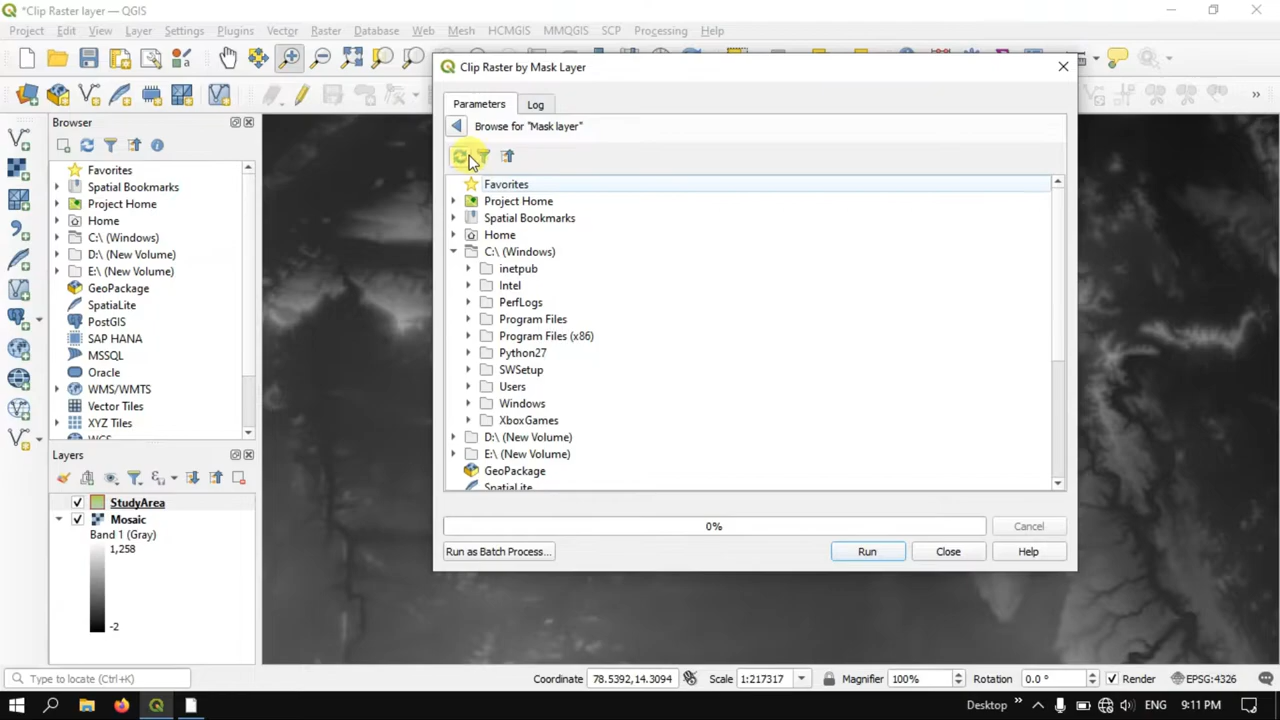 *Clip Raster layer — QGIS
Project Edit View Layer Settings Plugins Vector Raster Database Web Mesh HCMGIS MMQGIS SCP Processing Help
Clip Raster by Mask Layer
Parameters Log
Browse for "Mask layer"
Favorites
Project Home
Spatial Bookmarks
Home
C:\ (Windows)
inetpub
Intel
PerfLogs
Program Files
Program Files (x86)
Python27
SWSetup
Users
Windows
XboxGames
D:\ (New Volume)
E:\ (New Volume)
GeoPackage
SpatiaLite
0%
Cancel
Run as Batch Process...
Run
Close
Help
Browser
Favorites
Spatial Bookmarks
Project Home
Home
C:\ (Windows)
D:\ (New Volume)
E:\ (New Volume)
GeoPackage
SpatiaLite
PostGIS
SAP HANA
MSSQL
Oracle
WMS/WMTS
Vector Tiles
XYZ Tiles
WCS
Layers
StudyArea
Mosaic
Band 1 (Gray)
1,258
-2
Type to locate (Ctrl+K)
Coordinate 78.5392,14.3094 Scale 1:217317 Magnifier 100% Rotation 0.0 ° Render EPSG:4326
Desktop » ENG 9:11 PM